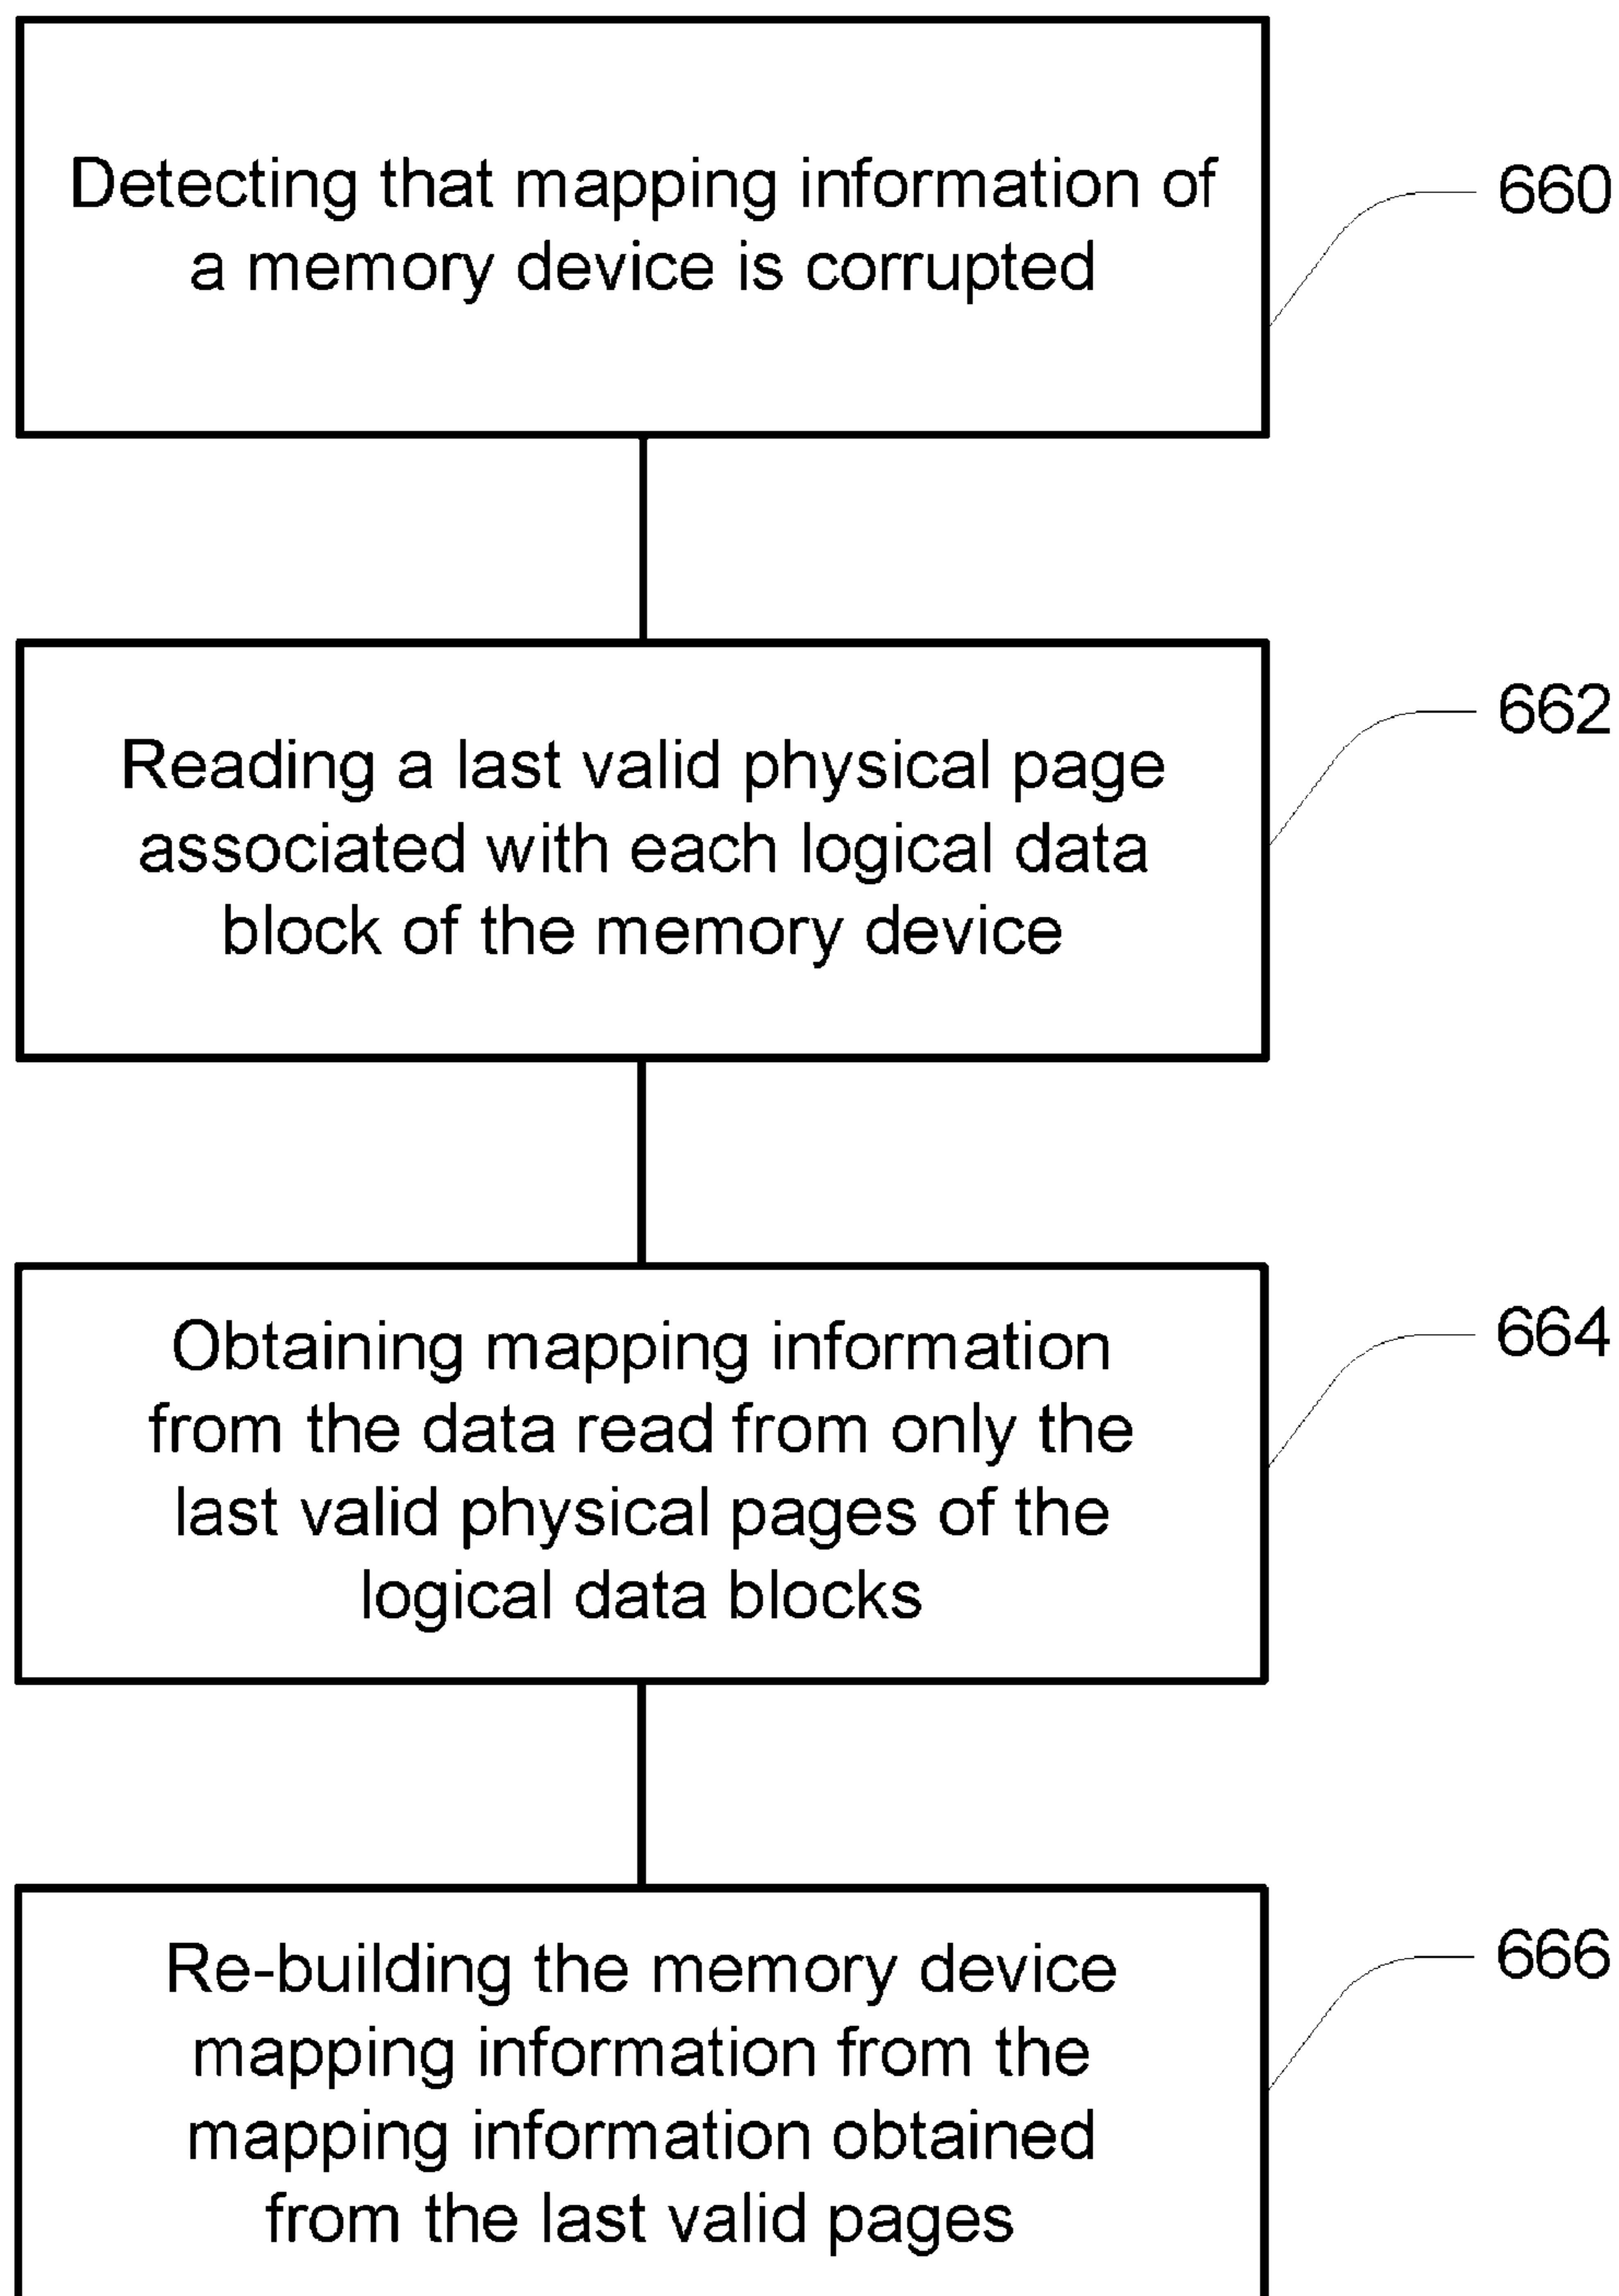 Detecting that mapping information of
a memory device is corrupted
660
Reading a last valid physical page
associated with each logical data
block of the memory device
662
Obtaining mapping information
from the data read from only the
last valid physical pages of the
logical data blocks
664
Re-building the memory device
mapping information from the
mapping information obtained
from the last valid pages
666